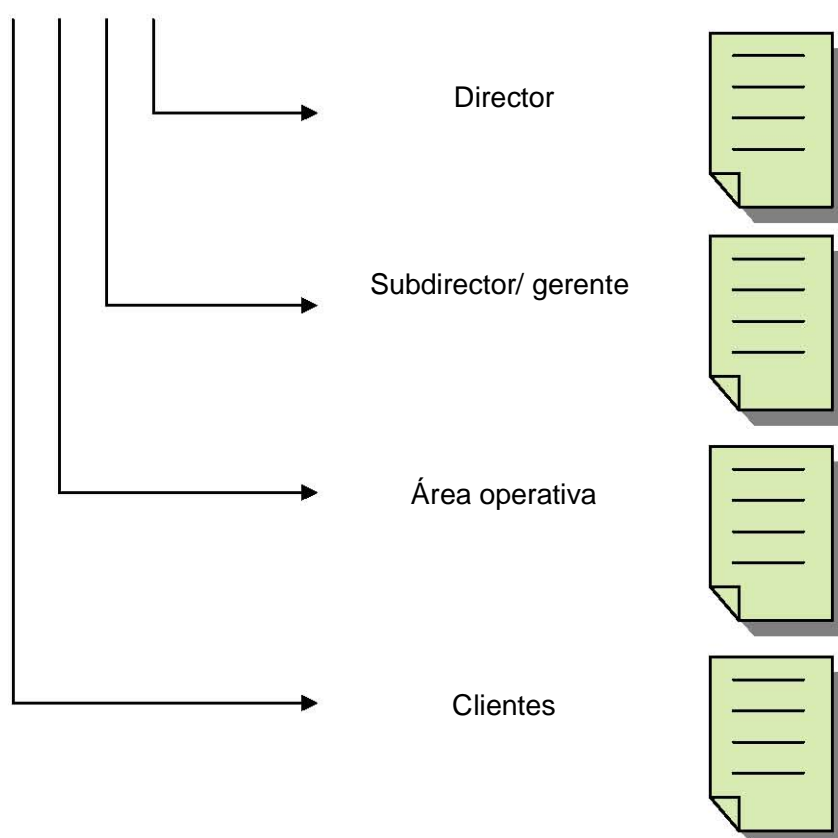 Director
Subdirector/ gerente
Área operativa
Clientes